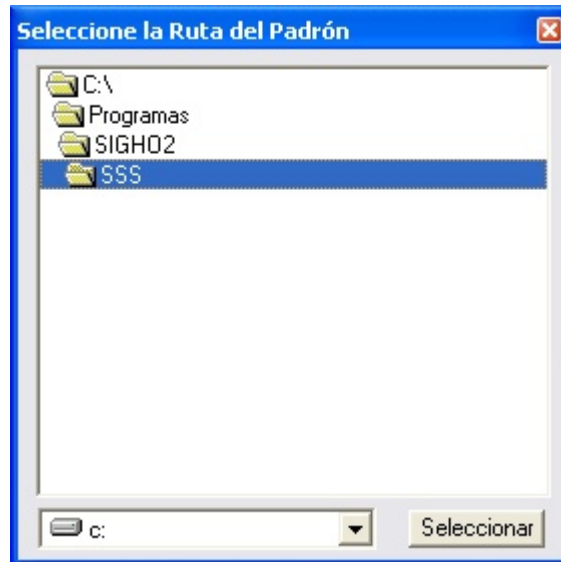 Seleccione la Ruta del Padrón
C:\
Programas
SIGHO2
SSS
c:
Seleccionar